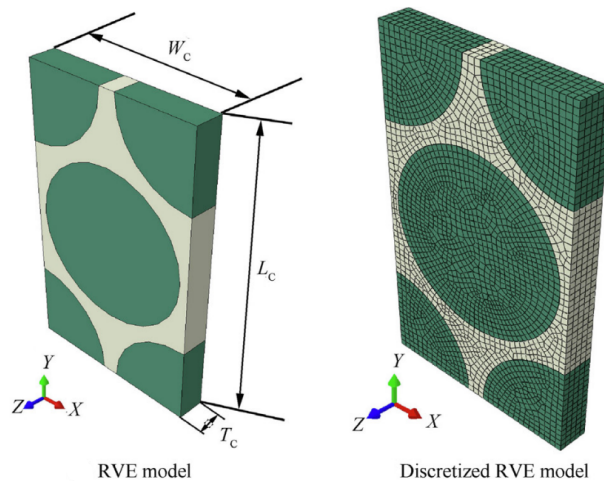 W_C
L_C
T_C
Y
Z
X
RVE model
Y
Z
X
Discretized RVE model